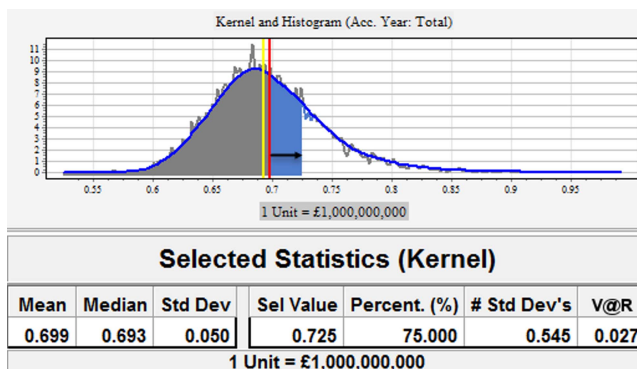 Kernel and Histogram (Acc. Year: Total)
11
10
9
8
7
6
5
4
3
2
1
0
0.55 0.6 0.65 0.7 0.75 0.8 0.85 0.9 0.95
1 Unit = £1,000,000,000
Selected Statistics (Kernel)
Mean Median Std Dev Sel Value Percent. (%) # Std Dev's V@R
0.699 0.693 0.050 0.725 75.000 0.545 0.027
1 Unit = £1,000,000,000